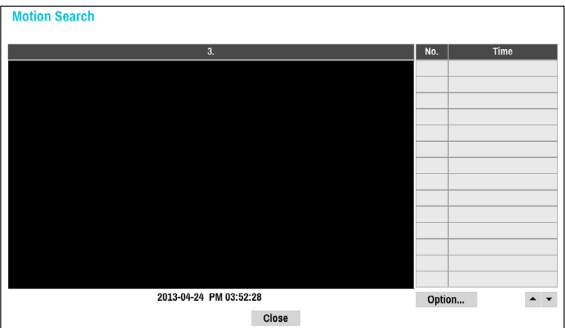 Motion Search
3.
No. Time
2013-04-24 PM 03:52:28
Option...
Close